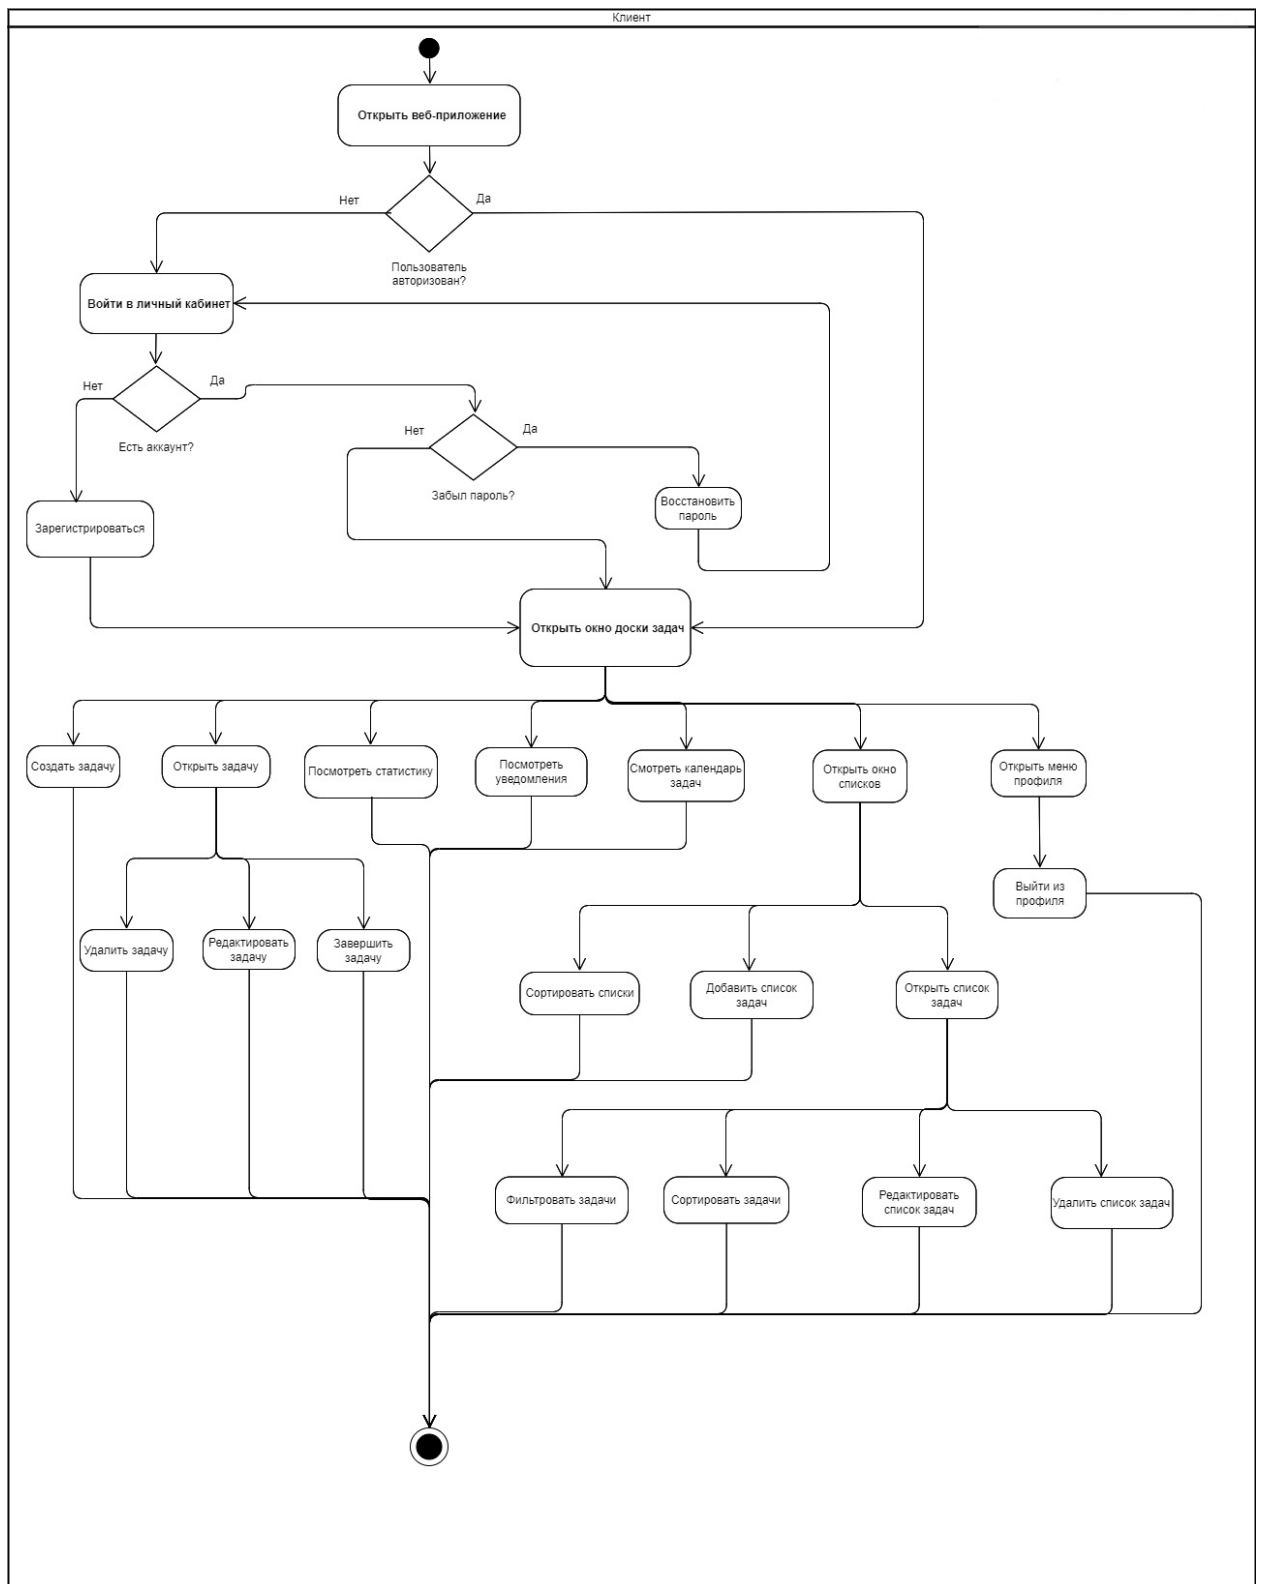 Клиент
Открыть веб-приложение
Нет
Да
Пользователь
авторизован?
Войти в личный кабинет
Нет
Да
Есть аккаунт?
Нет
Да
Забыл пароль?
Восстановить
пароль
Зарегистрироваться
Открыть окно доски задач
Создать задачу
Открыть задачу
Посмотреть статистику
Посмотреть
уведомления
Смотреть календарь
задач
Открыть окно
списков
Открыть меню
профиля
Выйти из
профиля
Удалить задачу
Редактировать
задачу
Завершить
задачу
Сортировать списки
Добавить список
задач
Открыть список
задач
Фильтровать задачи
Сортировать задачи
Редактировать
список задач
Удалить список задач